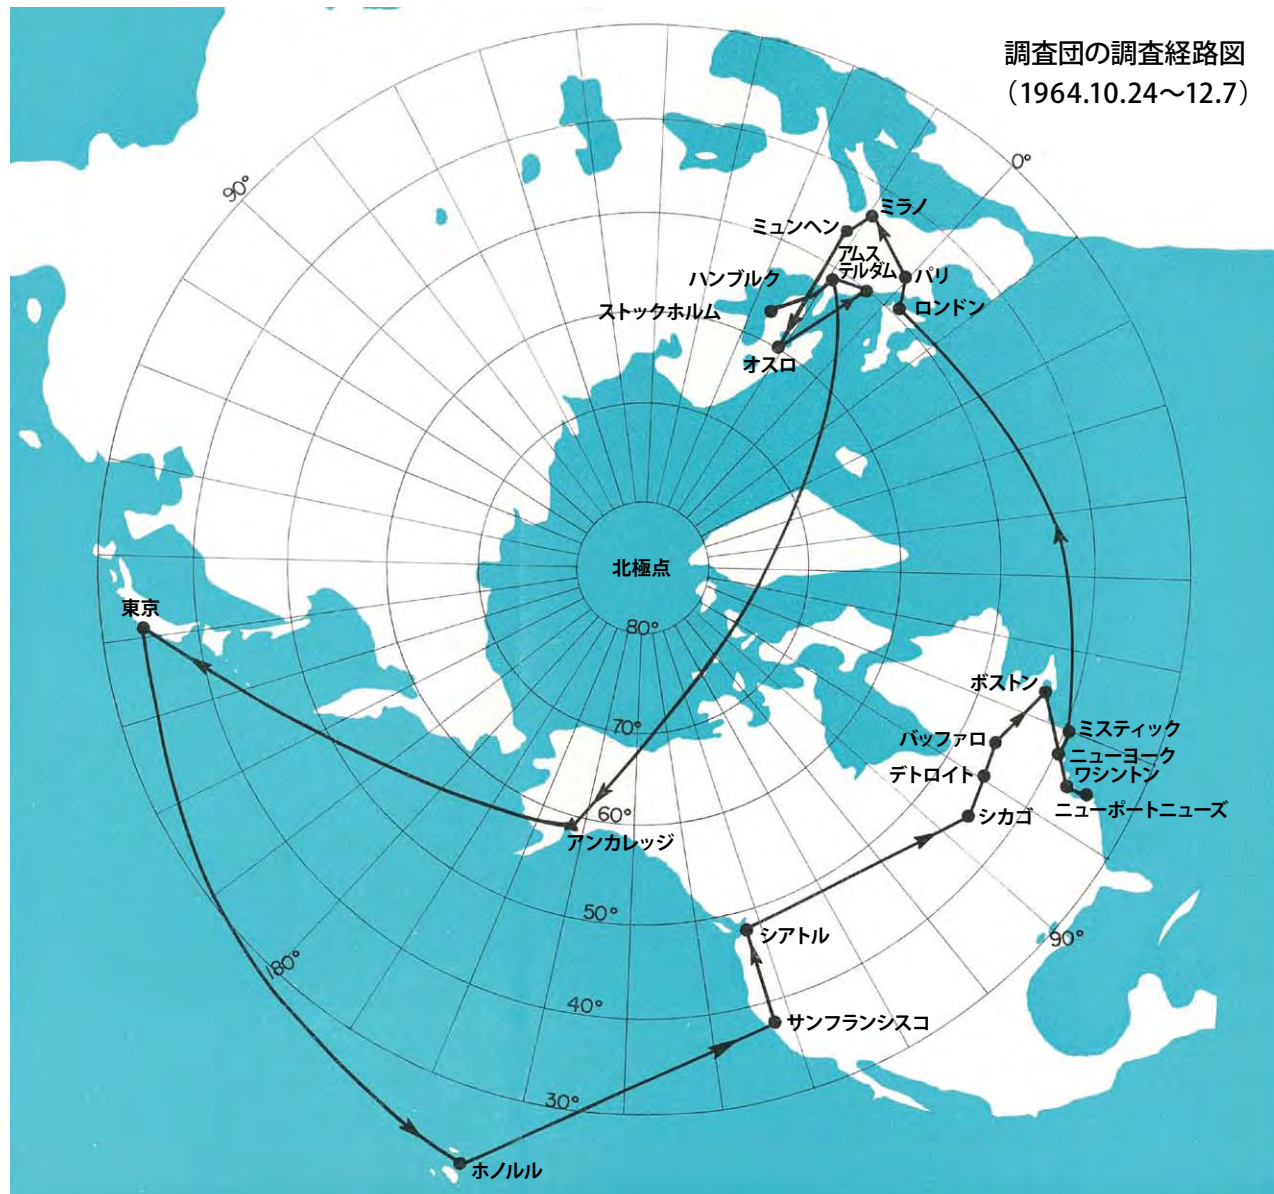 調査団の調査経路図
（1964.10.24〜12.7）
0°
90°
ミラノ
ミュンヘン
アムス
テルダム
ハンブルク
パリ
ストックホルム
ロンドン
オスロ
北極点
東京
80°
ボストン
70°
ミスティック
バッファロ
ニューヨーク
デトロイト
ワシントン
ニューポートニューズ
60°
シカゴ
アンカレッジ
50°
シアトル
90°
180°
40°
サンフランシスコ
30°
ホノルル